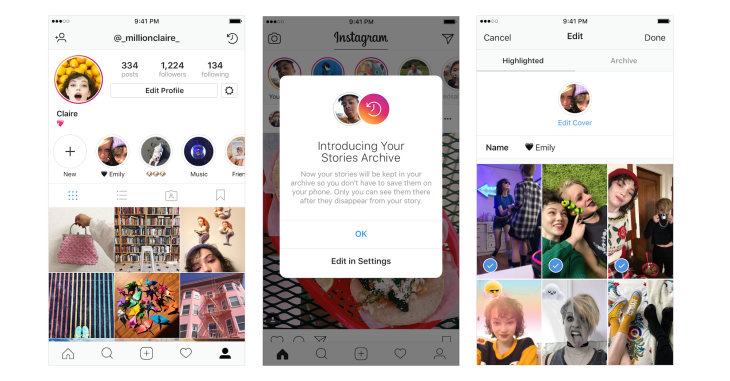 9:41 PM
@_millionclaire_
334
1,224
134
posts
followers
following
Edit Profile
Claire
New
🖤 Emily
Music
Frien
9:41 PM
Instagram
You
Introducing Your
Stories Archive
Now your stories will be kept in your
archive so you don't have to save them on
your phone. Only you can see them there
after they disappear from your story.
OK
Edit in Settings
9:41 PM
Cancel
Edit
Done
Highlighted
Archive
Edit Cover
Name
🖤 Emily